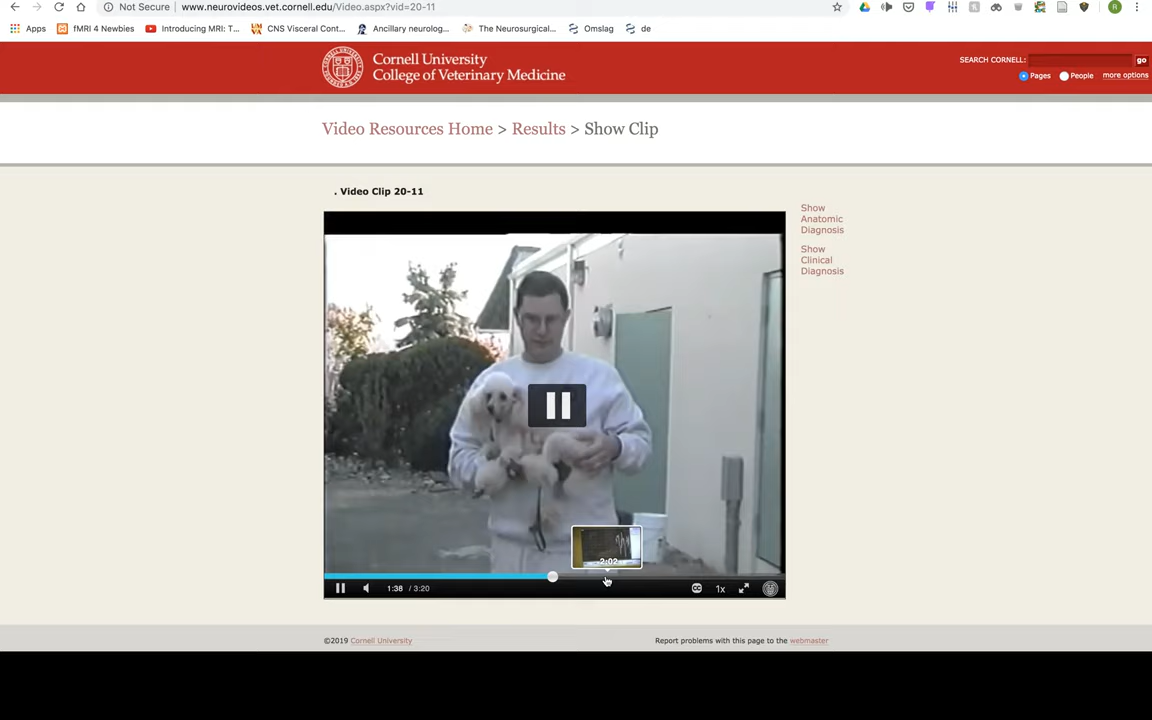 Not Secure www.neurovideos.vet.cornell.edu/Video.aspx?vid=20-11 R
Apps fMRI 4 Newbies Introducing MRI: T... CNS Visceral Cont... Ancillary neurolog... The Neurosurgical... Omslag de
Cornell University
College of Veterinary Medicine
SEARCH CORNELL: go
Pages People more options
Video Resources Home > Results > Show Clip
. Video Clip 20-11
Show
Anatomic
Diagnosis
Show
Clinical
Diagnosis
2:02
1:38 / 3:20 CC 1x
©2019 Cornell University Report problems with this page to the webmaster